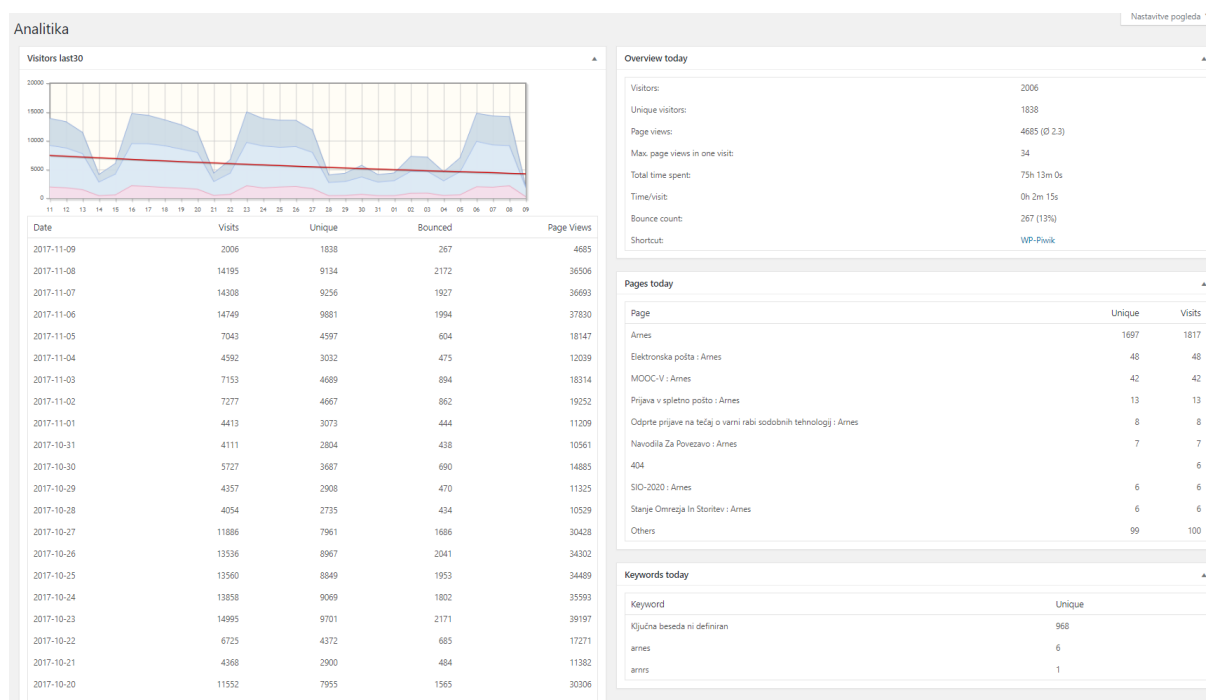 Nastavitve pogleda
Analitika
Visitors last30
20000
15000
10000
5000
0
11 12 13 14 15 16 17 18 19 20 21 22 23 24 25 26 27 28 29 30 31 01 02 03 04 05 06 07 08 09
Date Visits Unique Bounced Page Views
2017-11-09 2006 1838 267 4685
2017-11-08 14195 9134 2172 36506
2017-11-07 14308 9256 1927 36693
2017-11-06 14749 9881 1994 37830
2017-11-05 7043 4597 604 18147
2017-11-04 4592 3032 475 12039
2017-11-03 7153 4689 894 18314
2017-11-02 7277 4667 862 19252
2017-11-01 4413 3073 444 11209
2017-10-31 4111 2804 438 10561
2017-10-30 5727 3687 690 14885
2017-10-29 4357 2908 470 11325
2017-10-28 4054 2735 434 10529
2017-10-27 11886 7961 1686 30428
2017-10-26 13536 8967 2041 34302
2017-10-25 13560 8849 1953 34489
2017-10-24 13858 9069 1802 35593
2017-10-23 14995 9701 2171 39197
2017-10-22 6725 4372 685 17271
2017-10-21 4368 2900 484 11382
2017-10-20 11552 7955 1565 30306
Overview today
Visitors: 2006
Unique visitors: 1838
Page views: 4685 (Ø 2.3)
Max. page views in one visit: 34
Total time spent: 75h 13m 0s
Time/visit: 0h 2m 15s
Bounce count: 267 (13%)
Shortcut: WP-Piwik
Pages today
Page Unique Visits
Arnes 1697 1817
Elektronska pošta : Arnes 48 48
MOOC-V : Arnes 42 42
Prijava v spletno pošto : Arnes 13 13
Odprte prijave na tečaj o varni rabi sodobnih tehnologij : Arnes 8 8
Navodila Za Povezavo : Arnes 7 7
404 6
SIO-2020 : Arnes 6 6
Stanje Omrezja In Storitev : Arnes 6 6
Others 99 100
Keywords today
Keyword Unique
Ključna beseda ni definiran 968
arnes 6
arnrs 1